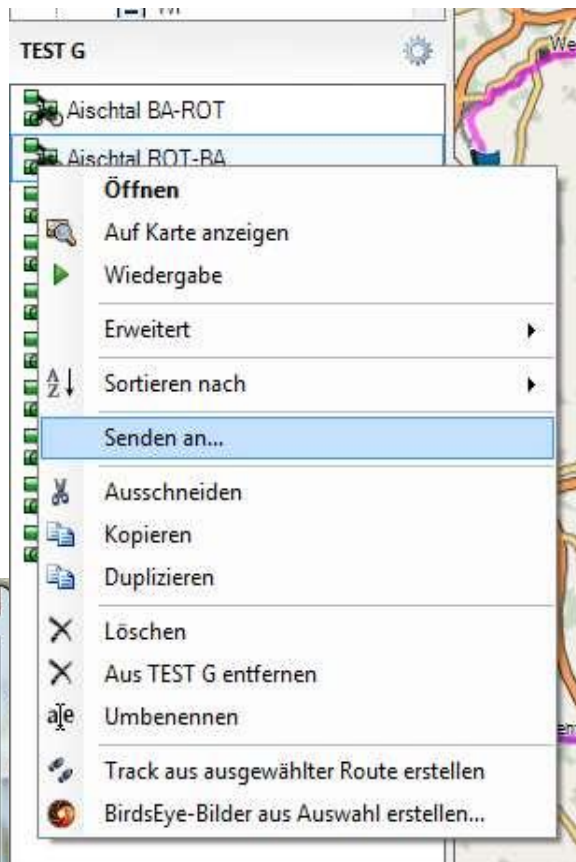 TEST G
Aischtal BA-ROT
Aischtal ROT-BA
Öffnen
Auf Karte anzeigen
Wiedergabe
Erweitert
Sortieren nach
Senden an...
Ausschneiden
Kopieren
Duplizieren
Löschen
Aus TEST G entfernen
Umbenennen
Track aus ausgewählter Route erstellen
BirdsEye-Bilder aus Auswahl erstellen...